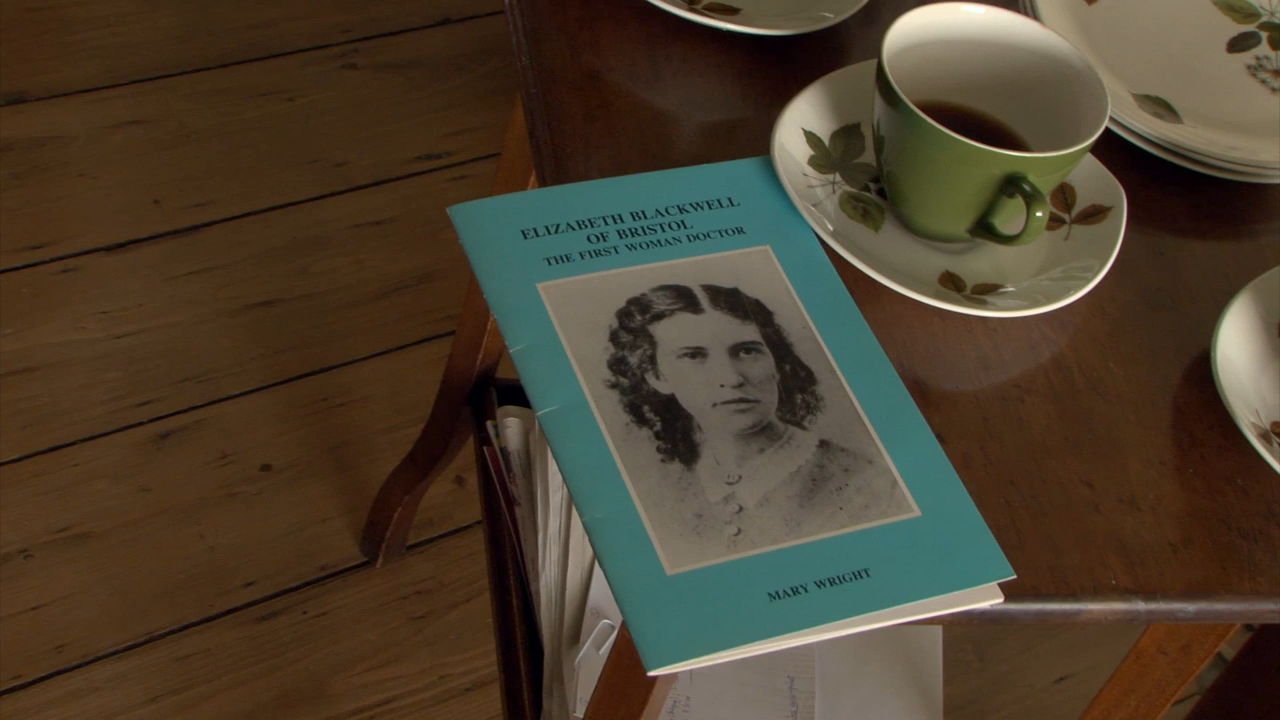 ELIZABETH BLACKWELL
OF BRISTOL
THE FIRST WOMAN DOCTOR
MARY WRIGHT